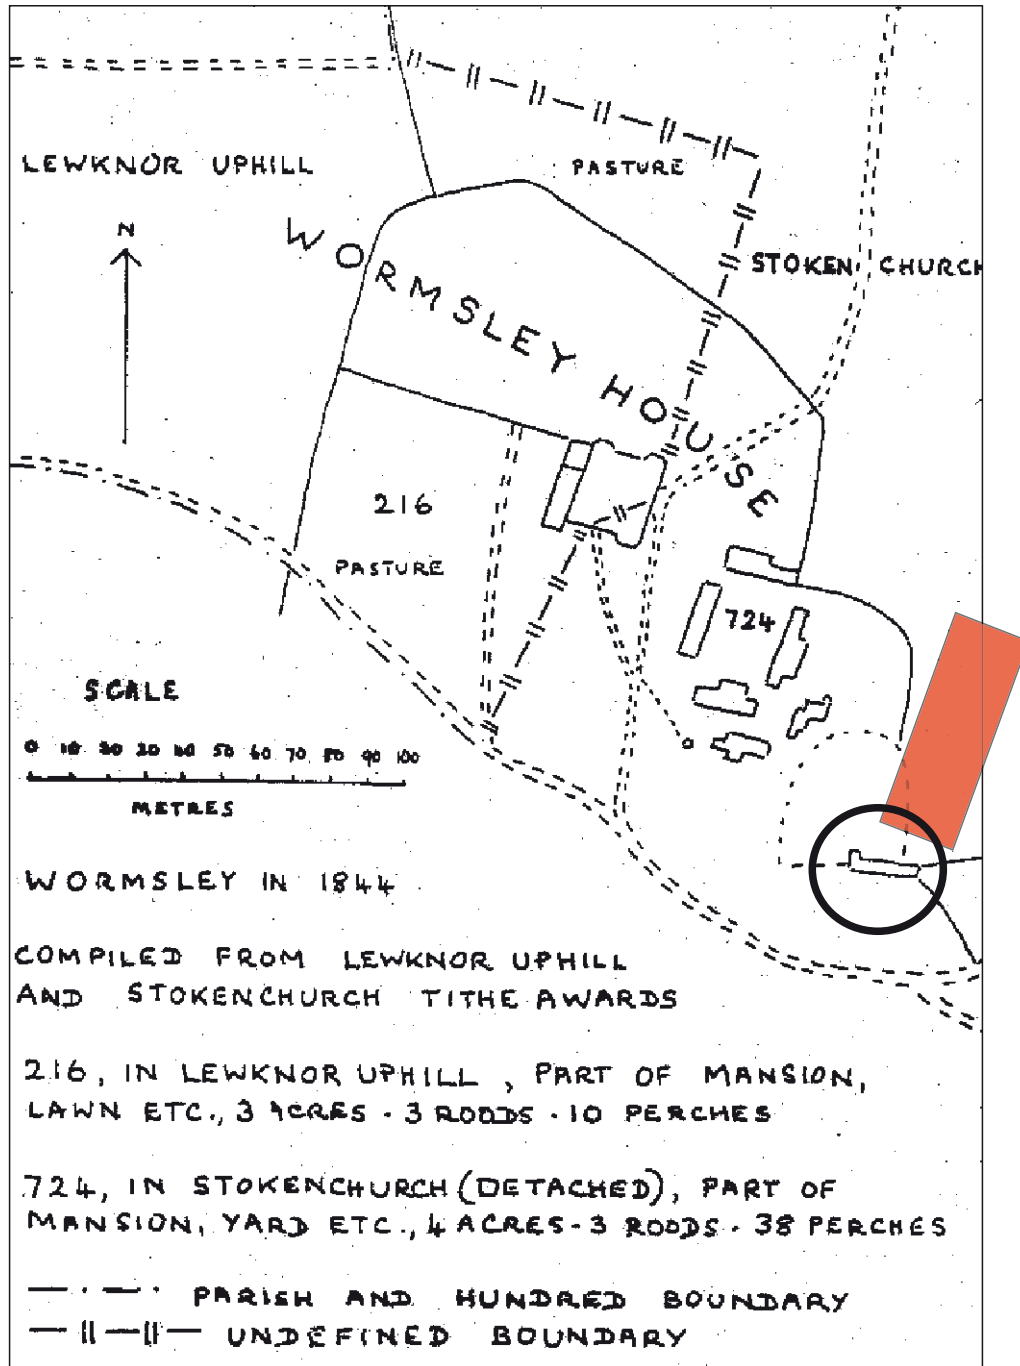 LEWKNOR UPHILL
PASTURE
N
STOKEN CHURCH
WORMSLEY HOUSE
216
PASTURE
724
SCALE
0 10 20 30 40 50 60 70 80 90 100
METRES
WORMSLEY IN 1844
COMPILED FROM LEWKNOR UPHILL
AND STOKENCHURCH TITHE AWARDS
216, IN LEWKNOR UPHILL, PART OF MANSION,
LAWN ETC., 3 ACRES - 3 ROODS - 10 PERCHES
724, IN STOKENCHURCH (DETACHED), PART OF
MANSION, YARD ETC., 4 ACRES - 3 ROODS - 38 PERCHES
PARISH AND HUNDRED BOUNDARY
UNDEFINED BOUNDARY